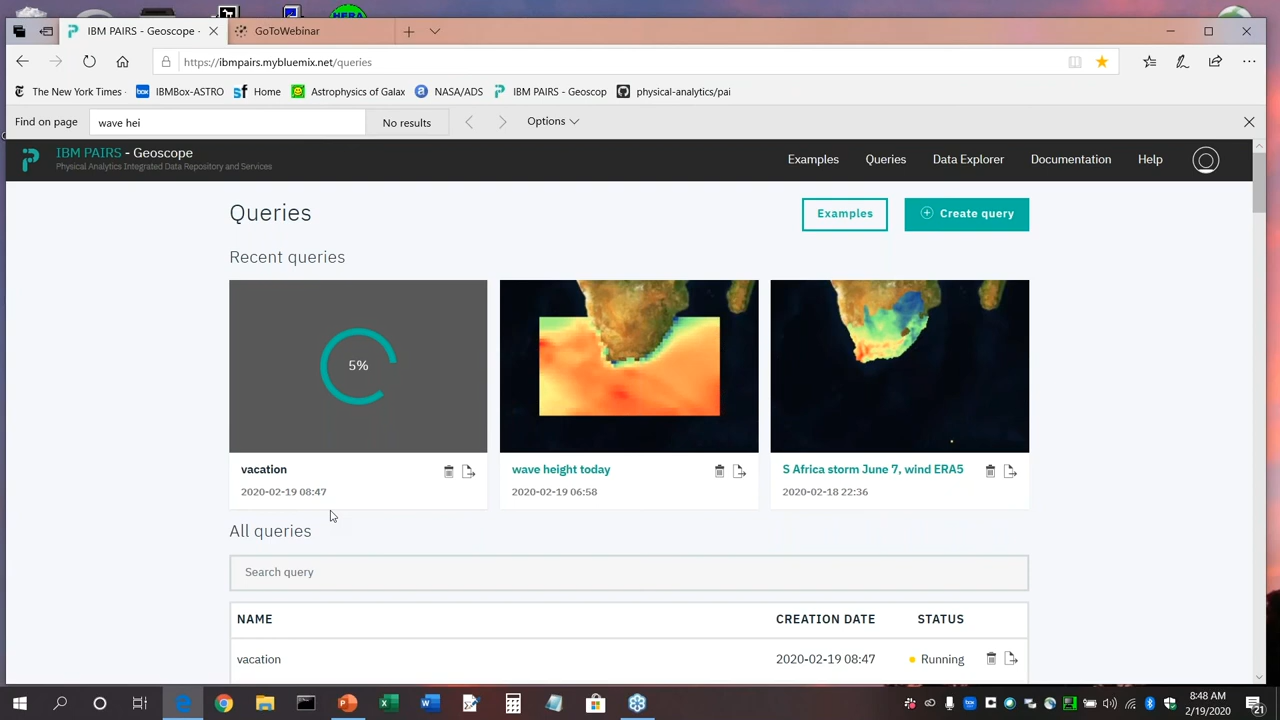 HERA
IBM PAIRS - Geoscope -
GoToWebinar
https://ibmpairs.mybluemix.net/queries
The New York Times
IBMBox-ASTRO
Home
Astrophysics of Galax
NASA/ADS
IBM PAIRS - Geoscop
physical-analytics/pai
Find on page
wave hei
No results
Options
IBM PAIRS - Geoscope
Physical Analytics Integrated Data Repository and Services
Examples
Queries
Data Explorer
Documentation
Help
Queries
Examples
Create query
Recent queries
5%
vacation
2020-02-19 08:47
wave height today
2020-02-19 06:58
S Africa storm June 7, wind ERA5
2020-02-18 22:36
All queries
Search query
NAME CREATION DATE STATUS
vacation 2020-02-19 08:47 Running
8:48 AM
2/19/2020
21